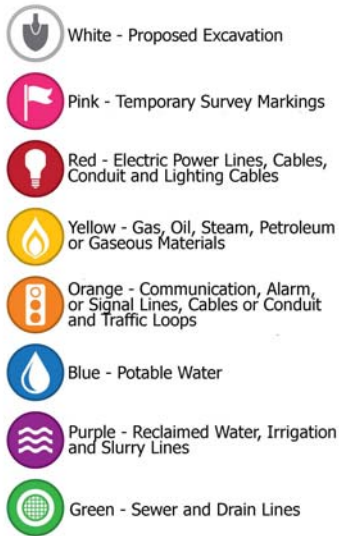 White - Proposed Excavation
Pink - Temporary Survey Markings
Red - Electric Power Lines, Cables,
Conduit and Lighting Cables
Yellow - Gas, Oil, Steam, Petroleum
or Gaseous Materials
Orange - Communication, Alarm,
or Signal Lines, Cables or Conduit
and Traffic Loops
Blue - Potable Water
Purple - Reclaimed Water, Irrigation
and Slurry Lines
Green - Sewer and Drain Lines